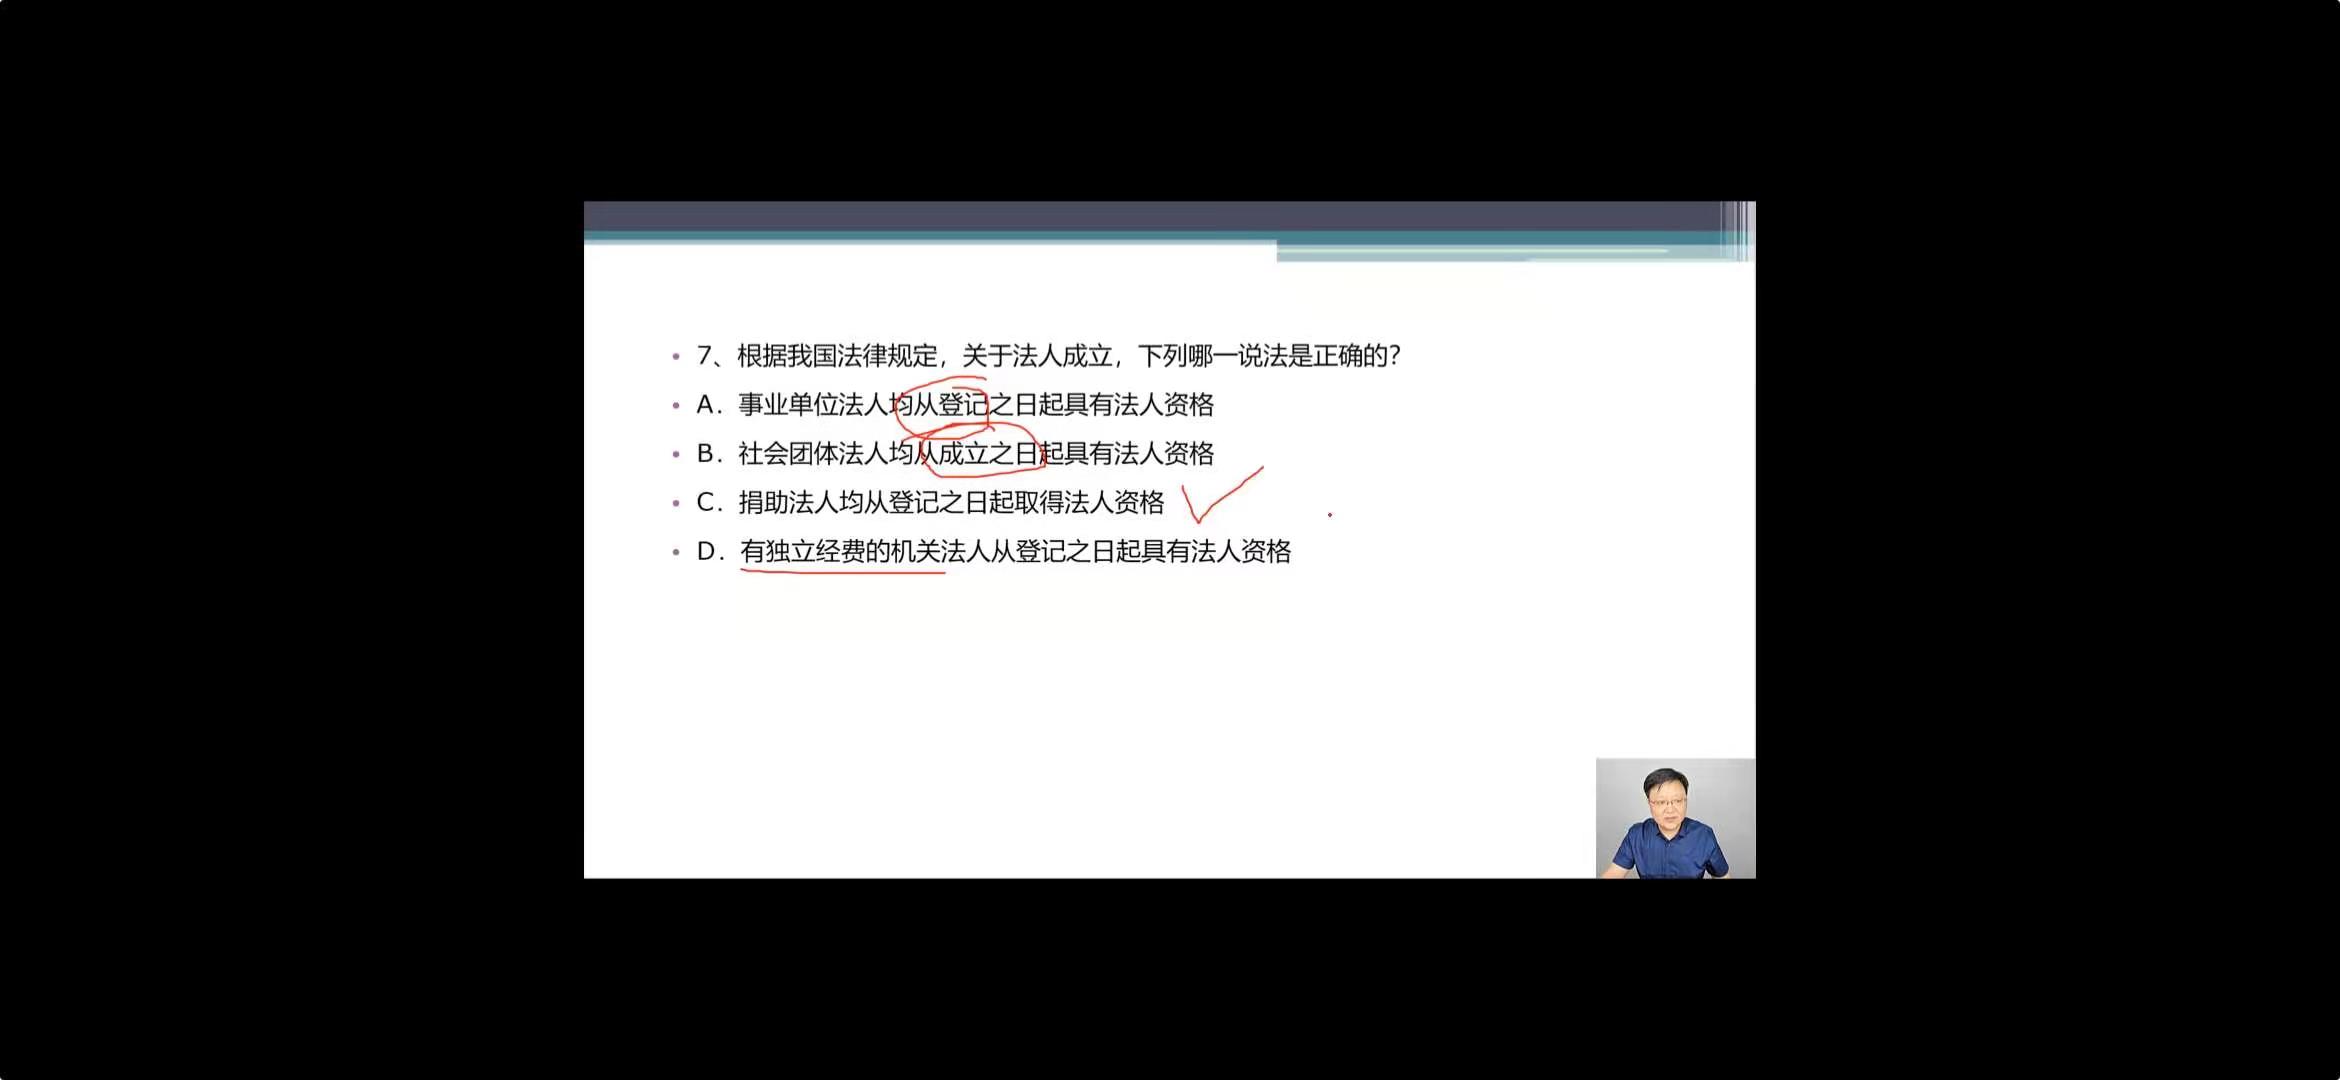 7、根据我国法律规定，关于法人成立，下列哪一说法是正确的？
A．事业单位法人均从登记之日起具有法人资格
B．社会团体法人均从成立之日起具有法人资格
C．捐助法人均从登记之日起取得法人资格
D．有独立经费的机关法人从登记之日起具有法人资格